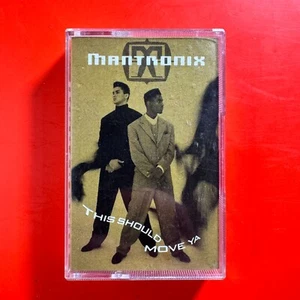 M
MANTRONIX
THIS SHOULD
MOVE YA